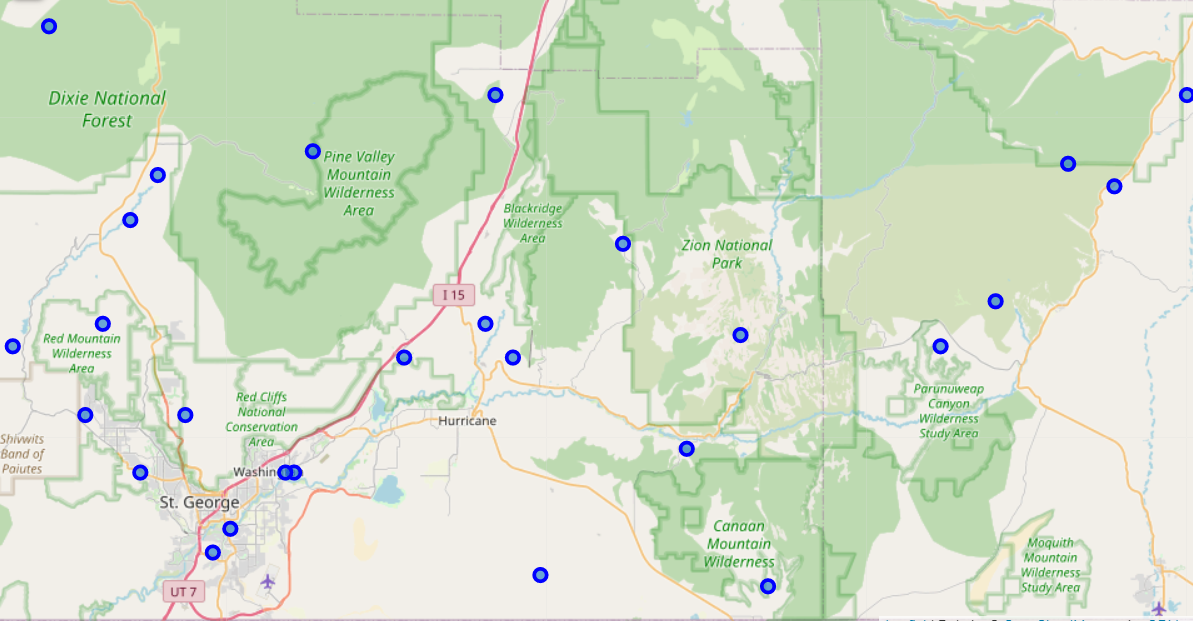 Dixie National
Forest
Pine Valley
Mountain
Wilderness
Area
Blackridge
Wilderness
Area
Zion National
Park
I 15
Red Mountain
Wilderness
Area
Red Cliffs
National
Conservation
Area
Parunuweap
Canyon
Wilderness
Study Area
Hurricane
Shivwits
Band of
Paiutes
Washin
St. George
Canaan
Mountain
Wilderness
Moquith
Mountain
Wilderness
Study Area
UT 7